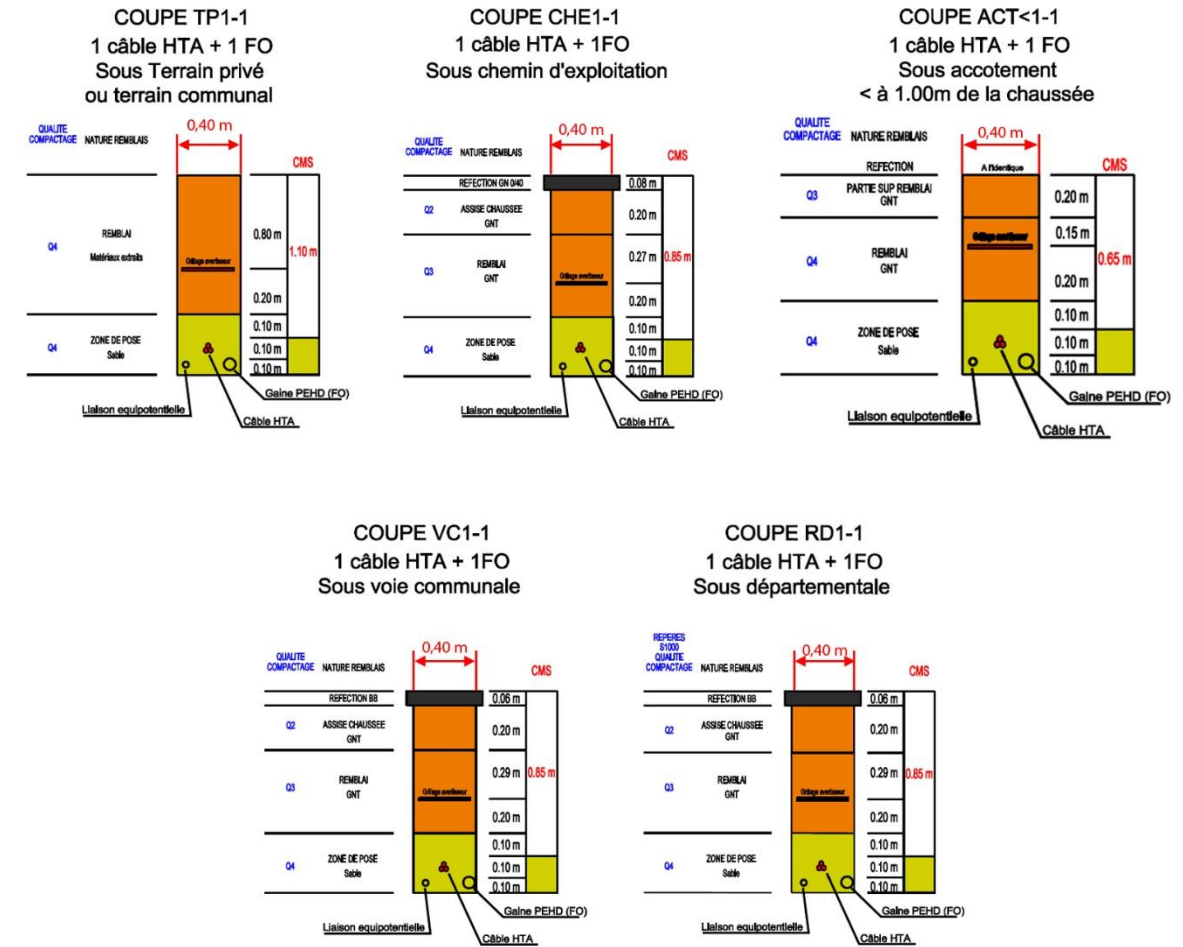 COUPE TP1-1
1 câble HTA + 1 FO
Sous Terrain privé
ou terrain communal
QUALITE
COMPACTAGE NATURE REMBLAIS
0,40 m
CMS
Q4
REMBLAI
Matériaux extraits
Grillage avertisseur
0.80 m
1.10 m
0.20 m
Q4
ZONE DE POSE
Sable
0.10 m
0.10 m
0.10 m
Gaine PEHD (FO)
Liaison equipotentielle
Câble HTA
COUPE CHE1-1
1 câble HTA + 1FO
Sous chemin d'exploitation
QUALITE
COMPACTAGE NATURE REMBLAIS
0,40 m
CMS
REFECTION GN 0/40
0.08 m
Q2
ASSISE CHAUSSEE
GNT
0.20 m
Q3
REMBLAI
GNT
Grillage avertisseur
0.27 m
0.85 m
0.20 m
Q4
ZONE DE POSE
Sable
0.10 m
0.10 m
0.10 m
Gaine PEHD (FO)
Liaison equipotentielle
Câble HTA
COUPE ACT<1-1
1 câble HTA + 1 FO
Sous accotement
< à 1.00m de la chaussée
QUALITE
COMPACTAGE NATURE REMBLAIS
0,40 m
CMS
REFECTION
A l'identique
Q3
PARTIE SUP REMBLAI
GNT
0.20 m
Grillage avertisseur
0.15 m
Q4
REMBLAI
GNT
0.65 m
0.20 m
Q4
ZONE DE POSE
Sable
0.10 m
0.10 m
0.10 m
Gaine PEHD (FO)
Liaison equipotentielle
Câble HTA
COUPE VC1-1
1 câble HTA + 1FO
Sous voie communale
QUALITE
COMPACTAGE NATURE REMBLAIS
0,40 m
CMS
REFECTION BB
0.06 m
Q2
ASSISE CHAUSSEE
GNT
0.20 m
Q3
REMBLAI
GNT
Grillage avertisseur
0.29 m
0.85 m
0.20 m
Q4
ZONE DE POSE
Sable
0.10 m
0.10 m
0.10 m
Gaine PEHD (FO)
Liaison equipotentielle
Câble HTA
COUPE RD1-1
1 câble HTA + 1FO
Sous départementale
REPERES
S1000
QUALITE
COMPACTAGE NATURE REMBLAIS
0,40 m
CMS
REFECTION BB
0.06 m
Q2
ASSISE CHAUSSEE
GNT
0.20 m
Q3
REMBLAI
GNT
Grillage avertisseur
0.29 m
0.85 m
0.20 m
Q4
ZONE DE POSE
Sable
0.10 m
0.10 m
0.10 m
Gaine PEHD (FO)
Liaison equipotentielle
Câble HTA